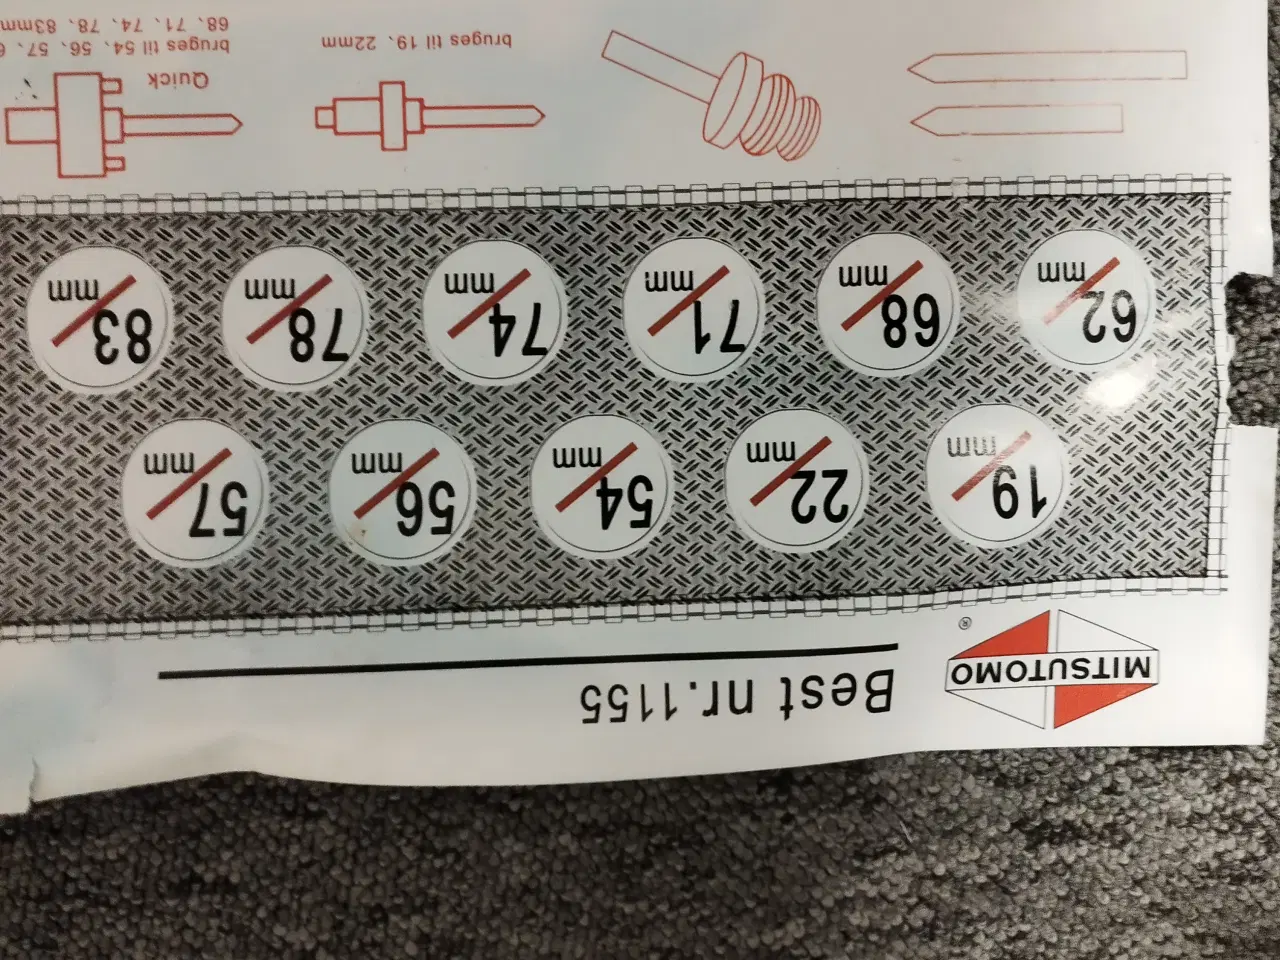 MITSUTOMO ®
Best nr.1155
19 mm
22 mm
54 mm
56 mm
57 mm
62 mm
68 mm
71 mm
74 mm
78 mm
83 mm
bruges til 19、22mm
Quick
bruges til 54、56、57、
68、71、74、78、83mm